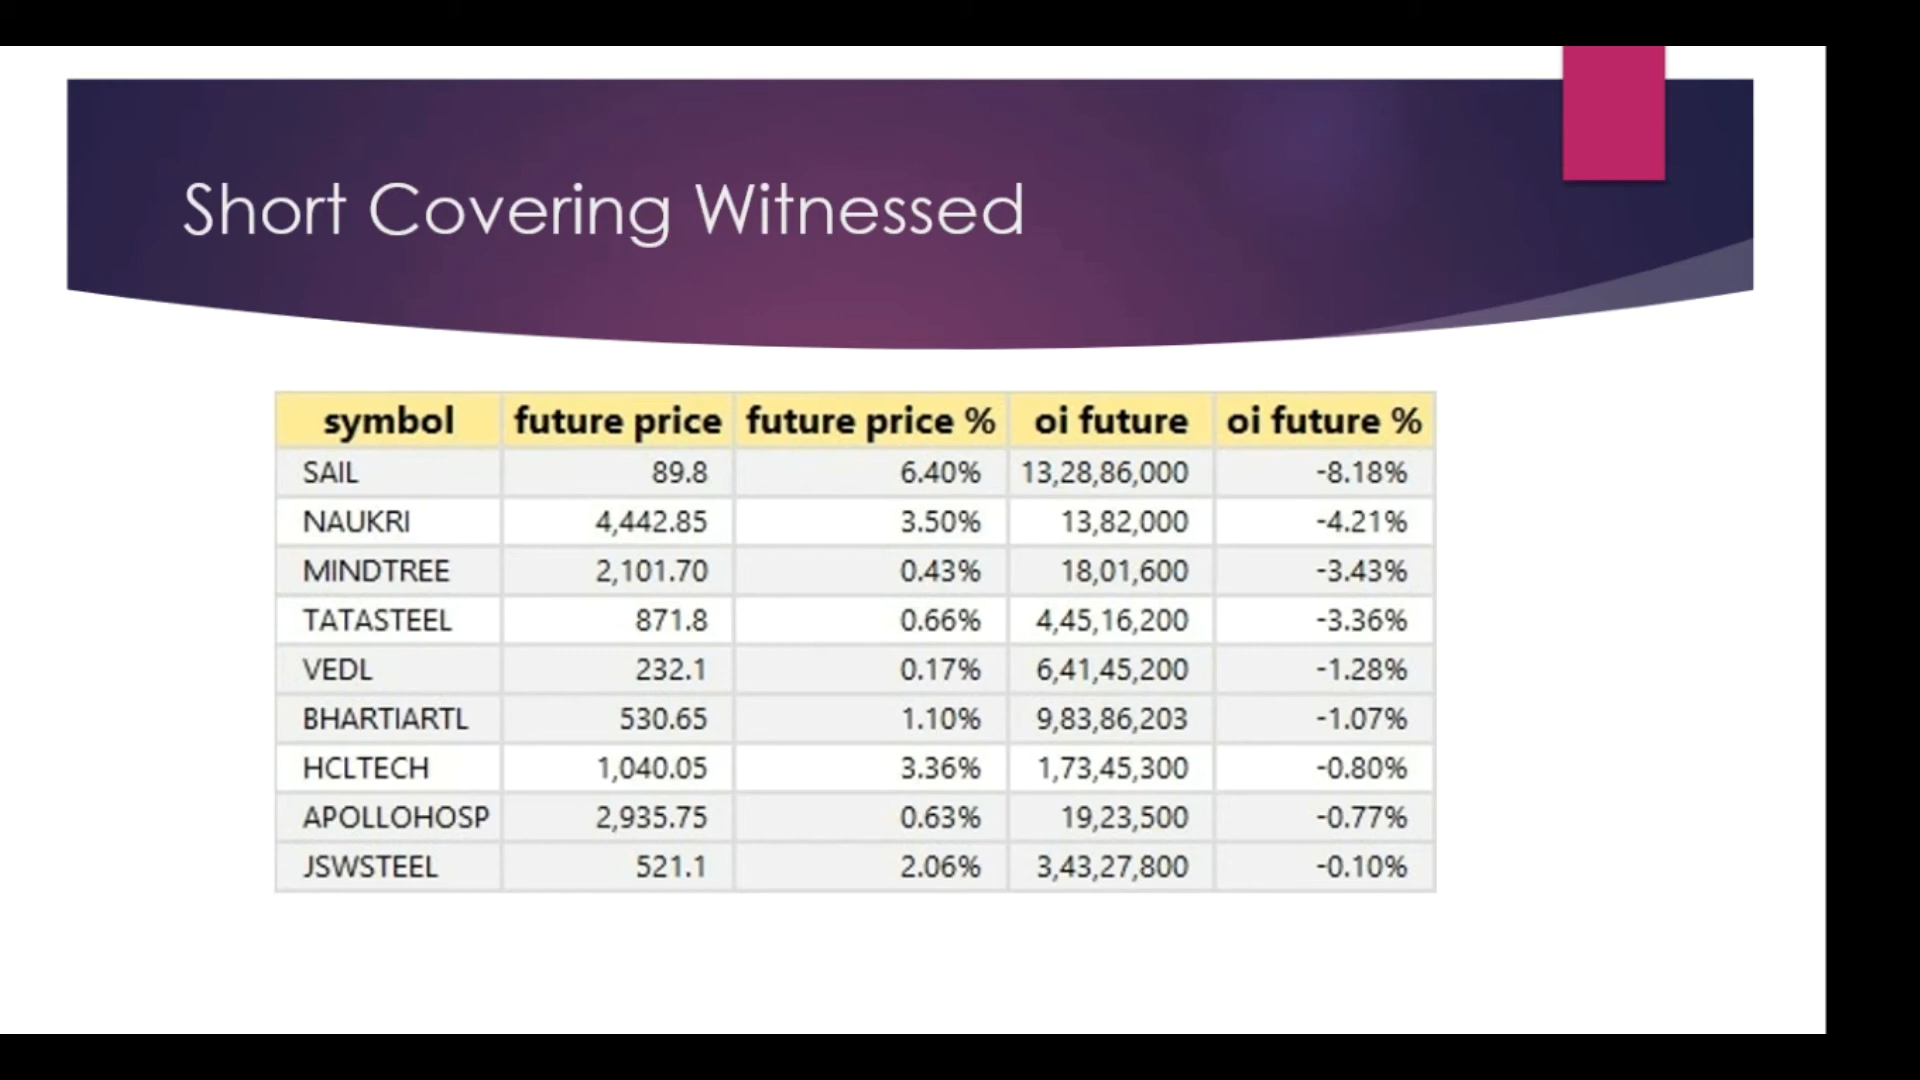 Short Covering Witnessed
symbol future price future price % oi future oi future %
SAIL 89.8 6.40% 13,28,86,000 -8.18%
NAUKRI 4,442.85 3.50% 13,82,000 -4.21%
MINDTREE 2,101.70 0.43% 18,01,600 -3.43%
TATASTEEL 871.8 0.66% 4,45,16,200 -3.36%
VEDL 232.1 0.17% 6,41,45,200 -1.28%
BHARTIARTL 530.65 1.10% 9,83,86,203 -1.07%
HCLTECH 1,040.05 3.36% 1,73,45,300 -0.80%
APOLLOHOSP 2,935.75 0.63% 19,23,500 -0.77%
JSWSTEEL 521.1 2.06% 3,43,27,800 -0.10%